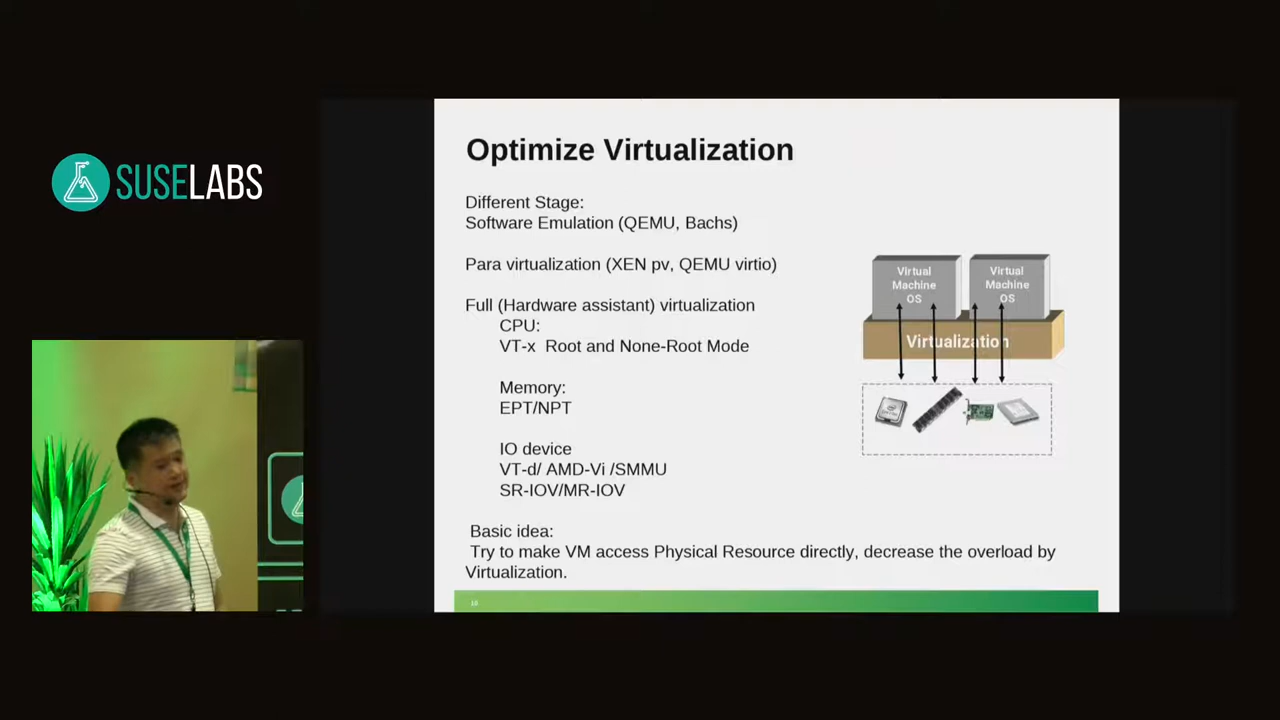 SUSELABS
Optimize Virtualization
Different Stage:
Software Emulation (QEMU, Bachs)
Para virtualization (XEN pv, QEMU virtio)
Full (Hardware assistant) virtualization
CPU:
VT-x Root and None-Root Mode
Memory:
EPT/NPT
IO device
VT-d/ AMD-Vi /SMMU
SR-IOV/MR-IOV
Basic idea:
Try to make VM access Physical Resource directly, decrease the overload by
Virtualization.
Virtual
Machine
OS
Virtual
Machine
OS
Virtualization